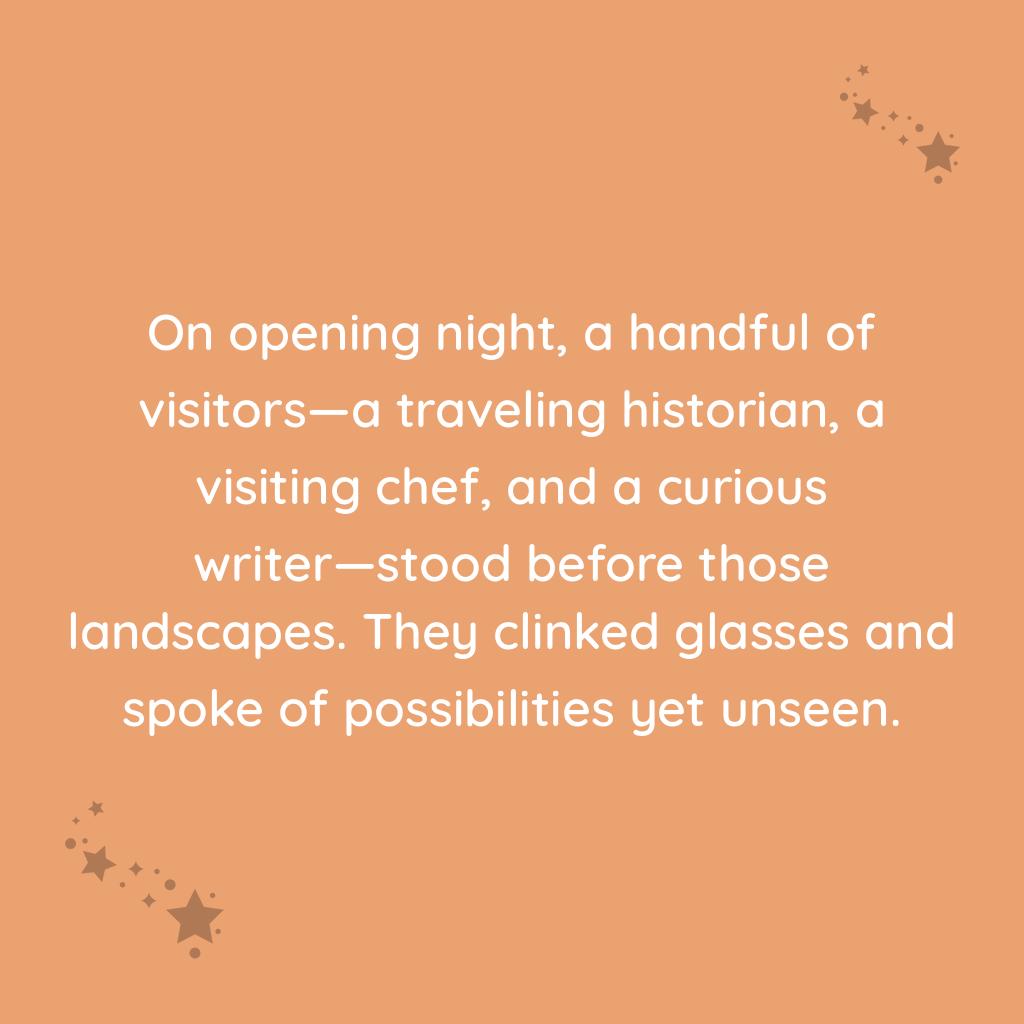 On opening night, a handful of
visitors—a traveling historian, a
visiting chef, and a curious
writer—stood before those
landscapes. They clinked glasses and
spoke of possibilities yet unseen.